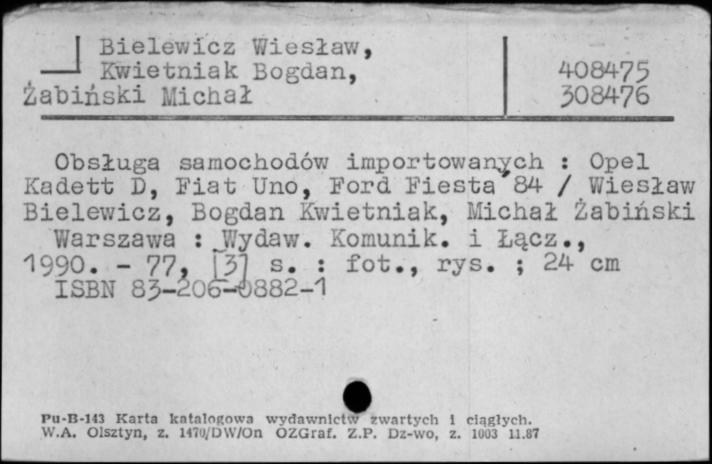 Bielewicz Wiesław,
Kwietniak Bogdan,
Żabiński Michał
408475
308476
Obsługa samochodów importowanych : Opel
Kadett D, Fiat Uno, Ford Fiesta '84 / Wiesław
Bielewicz, Bogdan Kwietniak, Michał Żabiński
Warszawa : Wydaw. Komunik. i Łącz.,
1990. - 77, [3] s. : fot., rys. ; 24 cm
ISBN 83-206-0882-1
Pu-B-143 Karta katalogowa wydawnictw zwartych i ciągłych.
W.A. Olsztyn, z. 1470/DW/On OZGraf. Z.P. Dz-wo, z. 1003 11.87